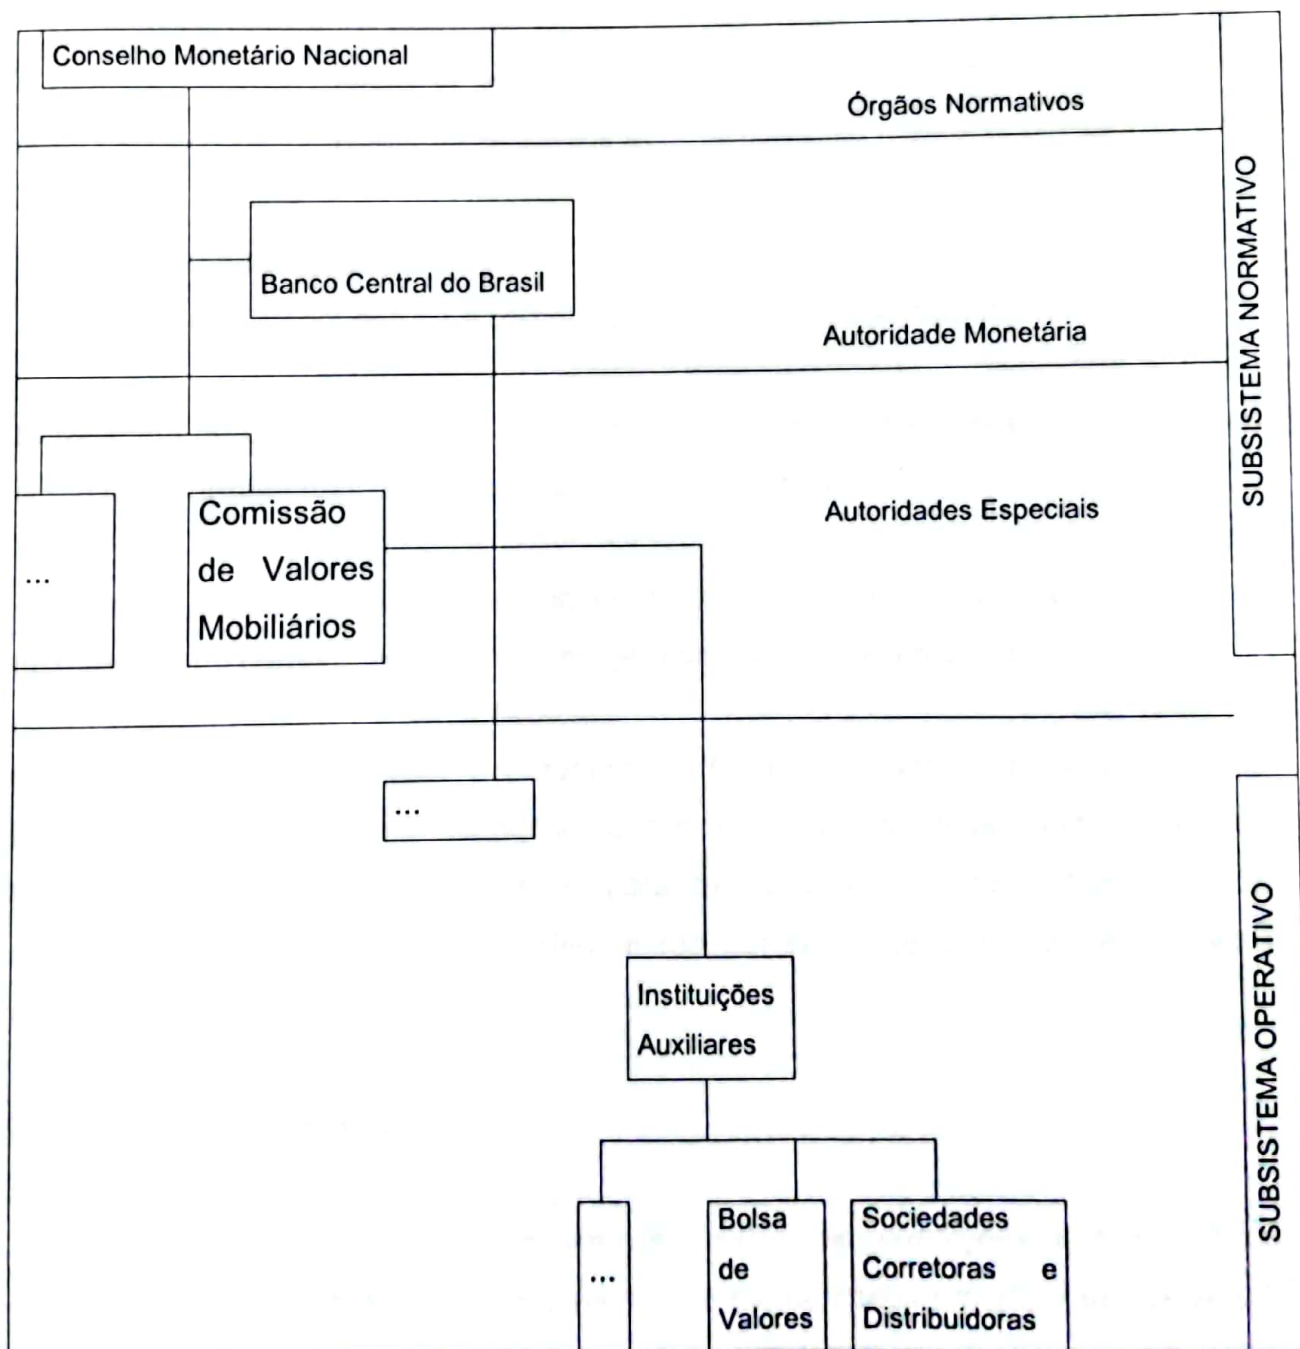 Conselho Monetário Nacional
Órgãos Normativos
Banco Central do Brasil
Autoridade Monetária
SUBSISTEMA NORMATIVO
...
Comissão
de Valores
Mobiliários
Autoridades Especiais
...
Instituições
Auxiliares
SUBSISTEMA OPERATIVO
...
Bolsa
de
Valores
Sociedades
Corretoras e
Distribuidoras